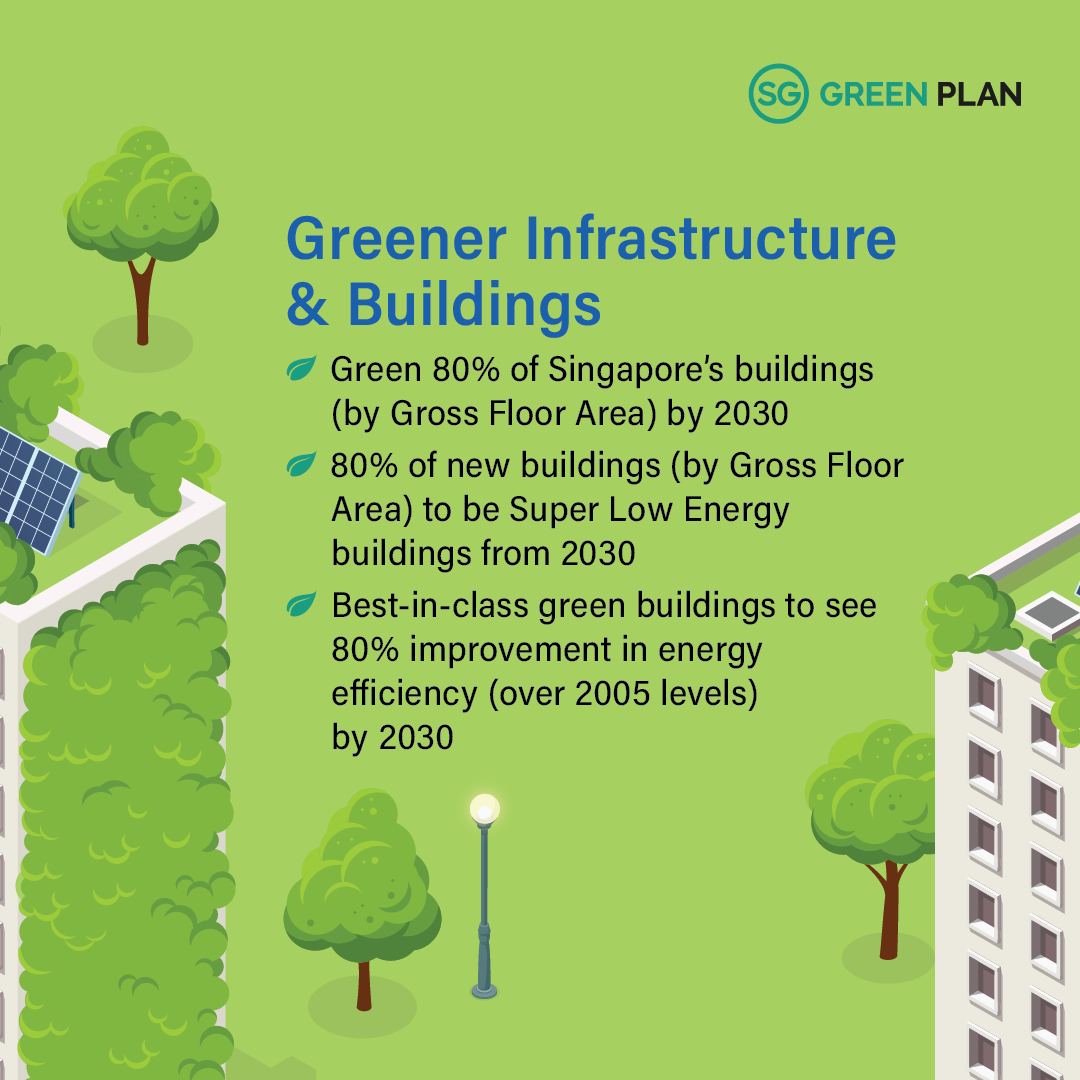 SG GREEN PLAN
Greener Infrastructure
& Buildings
Green 80% of Singapore’s buildings
(by Gross Floor Area) by 2030
80% of new buildings (by Gross Floor
Area) to be Super Low Energy
buildings from 2030
Best-in-class green buildings to see
80% improvement in energy
efficiency (over 2005 levels)
by 2030